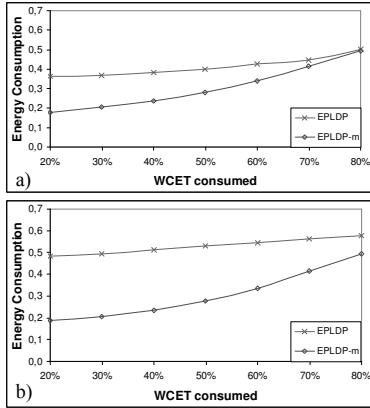 0,7
0,6
0,5
0,4
0,3
0,2
0,1
0,0
Energy Consumption
EPLDP
EPLDP-m
20% 30% 40% 50% 60% 70% 80%
WCET consumed
a)
0,7
0,6
0,5
0,4
0,3
0,2
0,1
0,0
Energy Consumption
EPLDP
EPLDP-m
20% 30% 40% 50% 60% 70% 80%
WCET consumed
b)